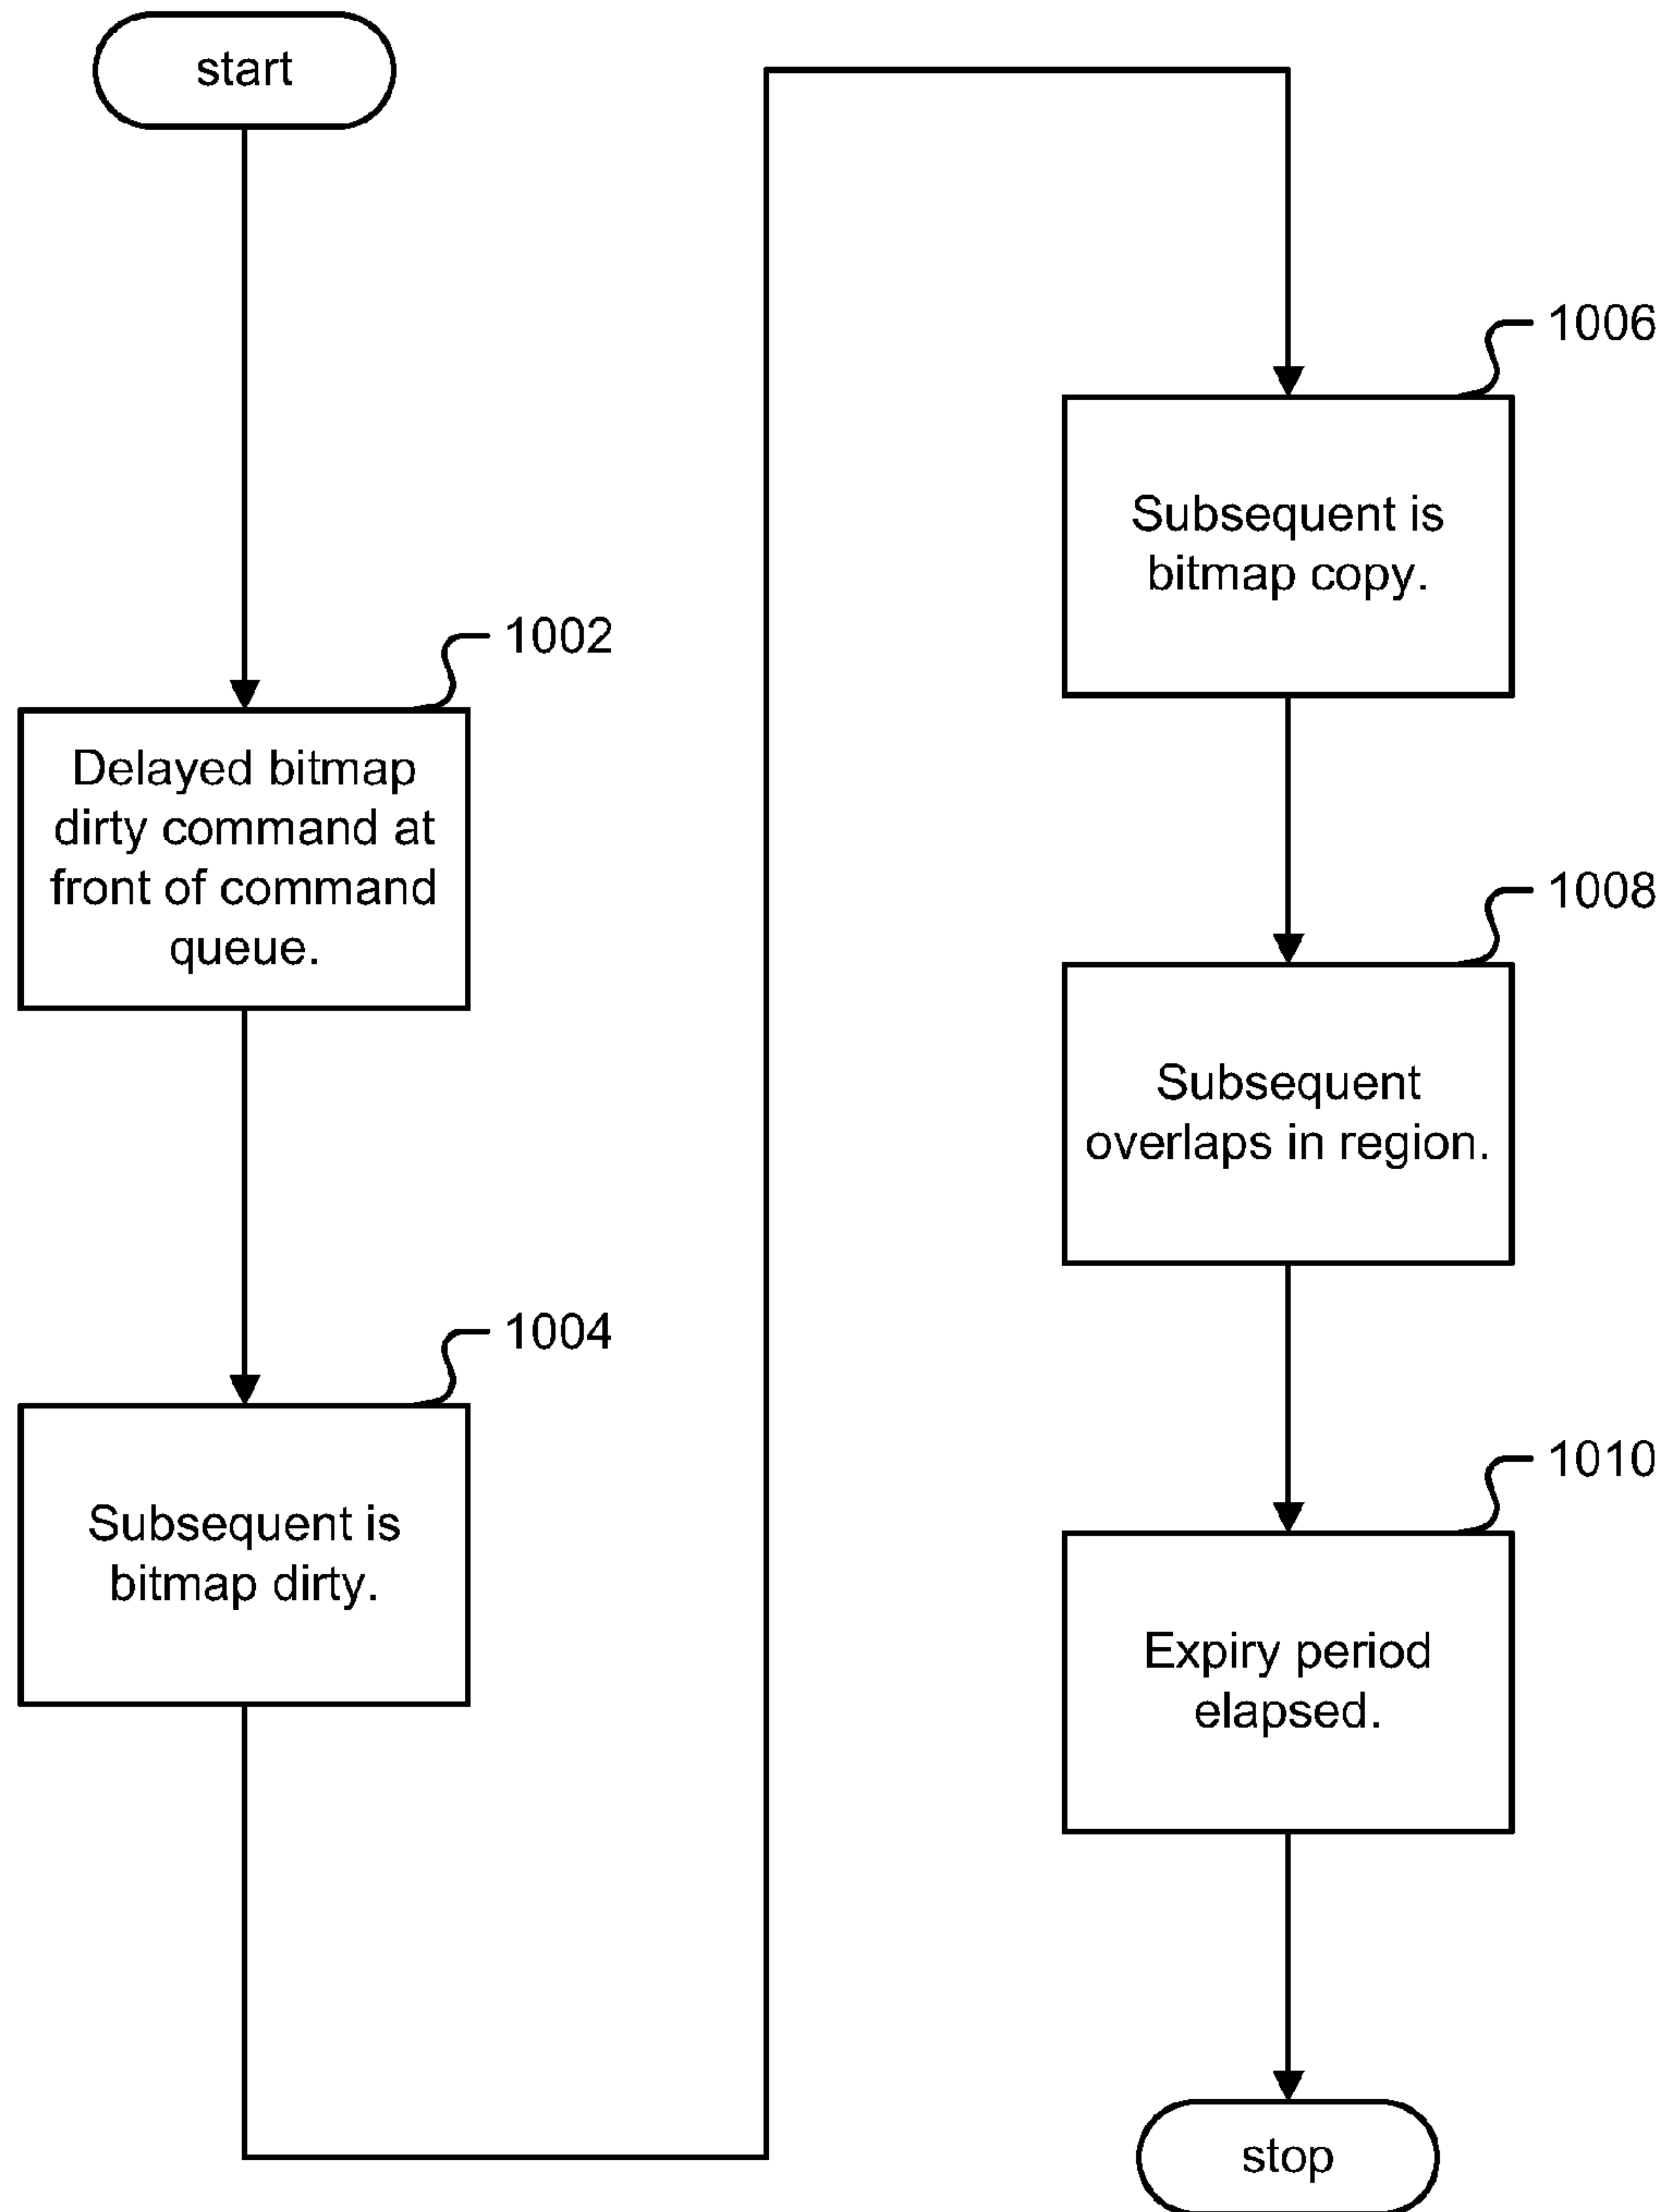 start
1002
Delayed bitmap
dirty command at
front of command
queue.
1004
Subsequent is
bitmap dirty.
1006
Subsequent is
bitmap copy.
1008
Subsequent
overlaps in region.
1010
Expiry period
elapsed.
stop